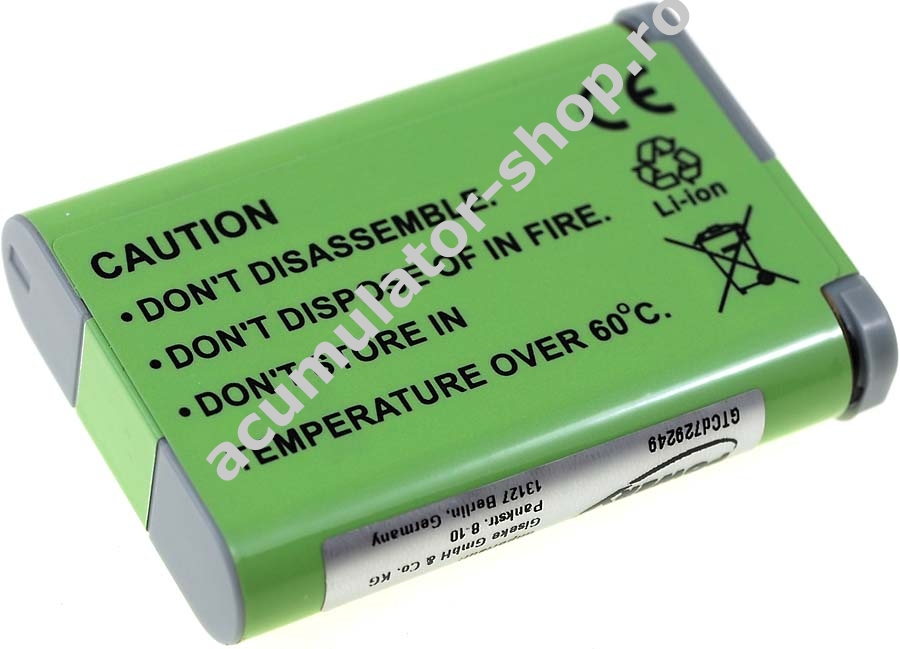 CE
Li-ion
CAUTION
• DON'T DISASSEMBLE.
• DON'T DISPOSE OF IN FIRE.
• DON'T STORE IN
TEMPERATURE OVER 60°C.
acumulator-shop.ro
GTCd729249
POWER
Giseke GmbH & Co. KG
Pankstr. 8-10
13127 Berlin, Germany